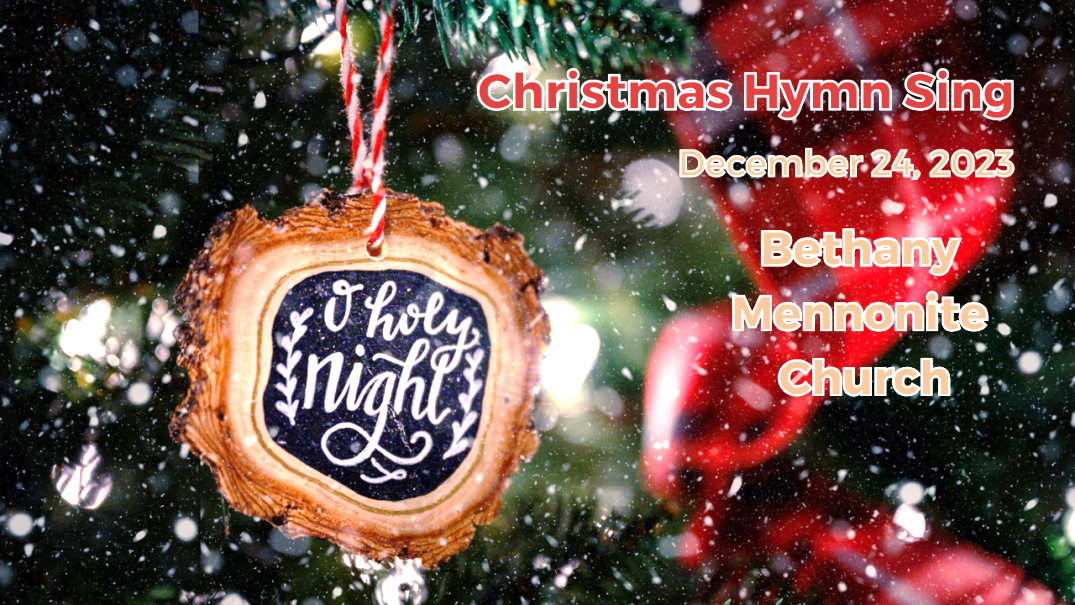 Christmas Hymn Sing
December 24, 2023
Bethany
Mennonite
Church
O holy
night